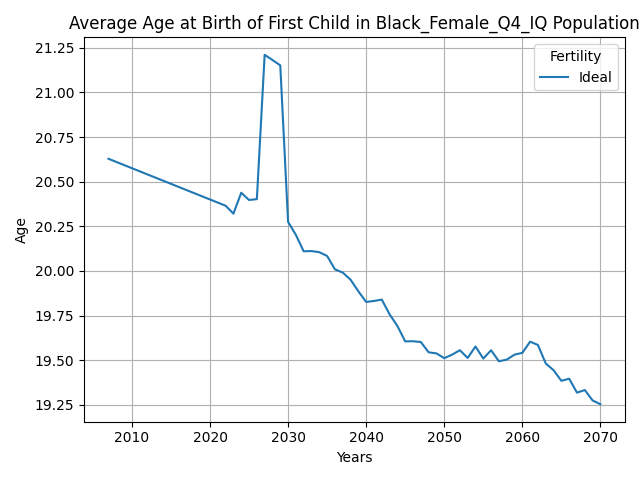 Average Age at Birth of First Child in Black_Female_Q4_IQ Population
Fertility
Ideal
21.25
21.00
20.75
20.50
20.25
20.00
19.75
19.50
19.25
Age
2010 2020 2030 2040 2050 2060 2070
Years